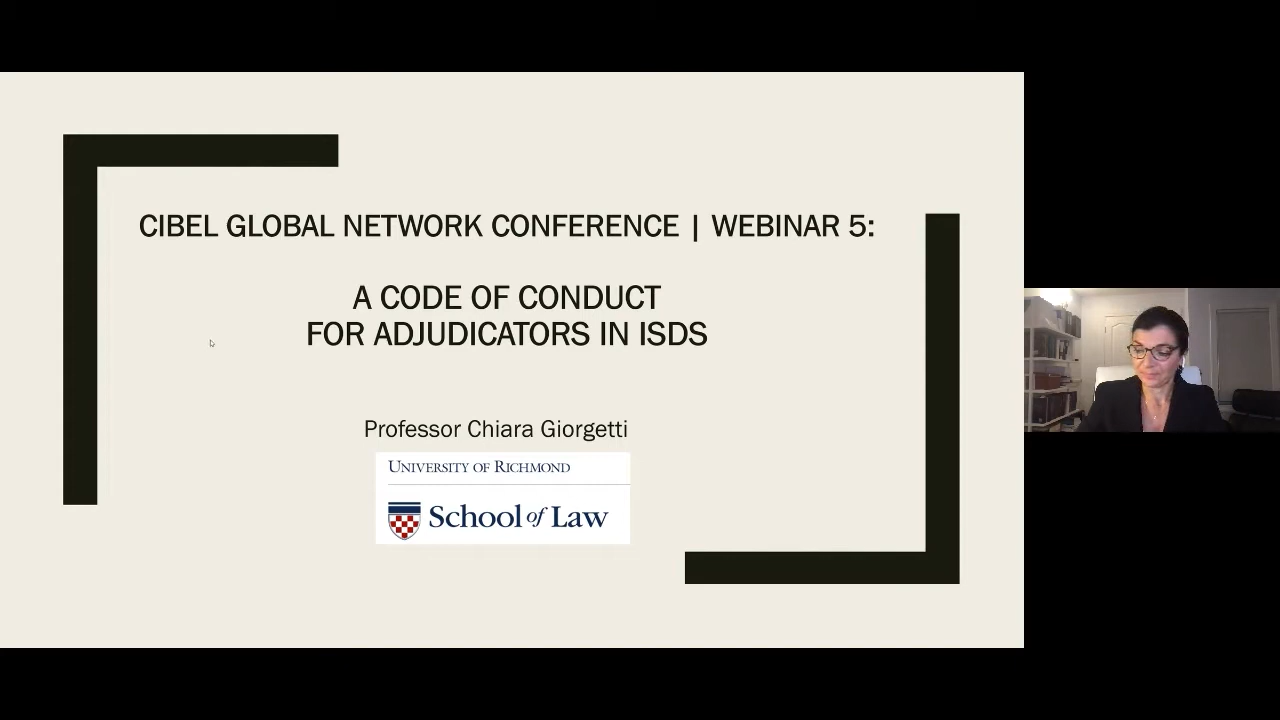 CIBEL GLOBAL NETWORK CONFERENCE | WEBINAR 5:
A CODE OF CONDUCT
FOR ADJUDICATORS IN ISDS
Professor Chiara Giorgetti
UNIVERSITY OF RICHMOND
School of Law